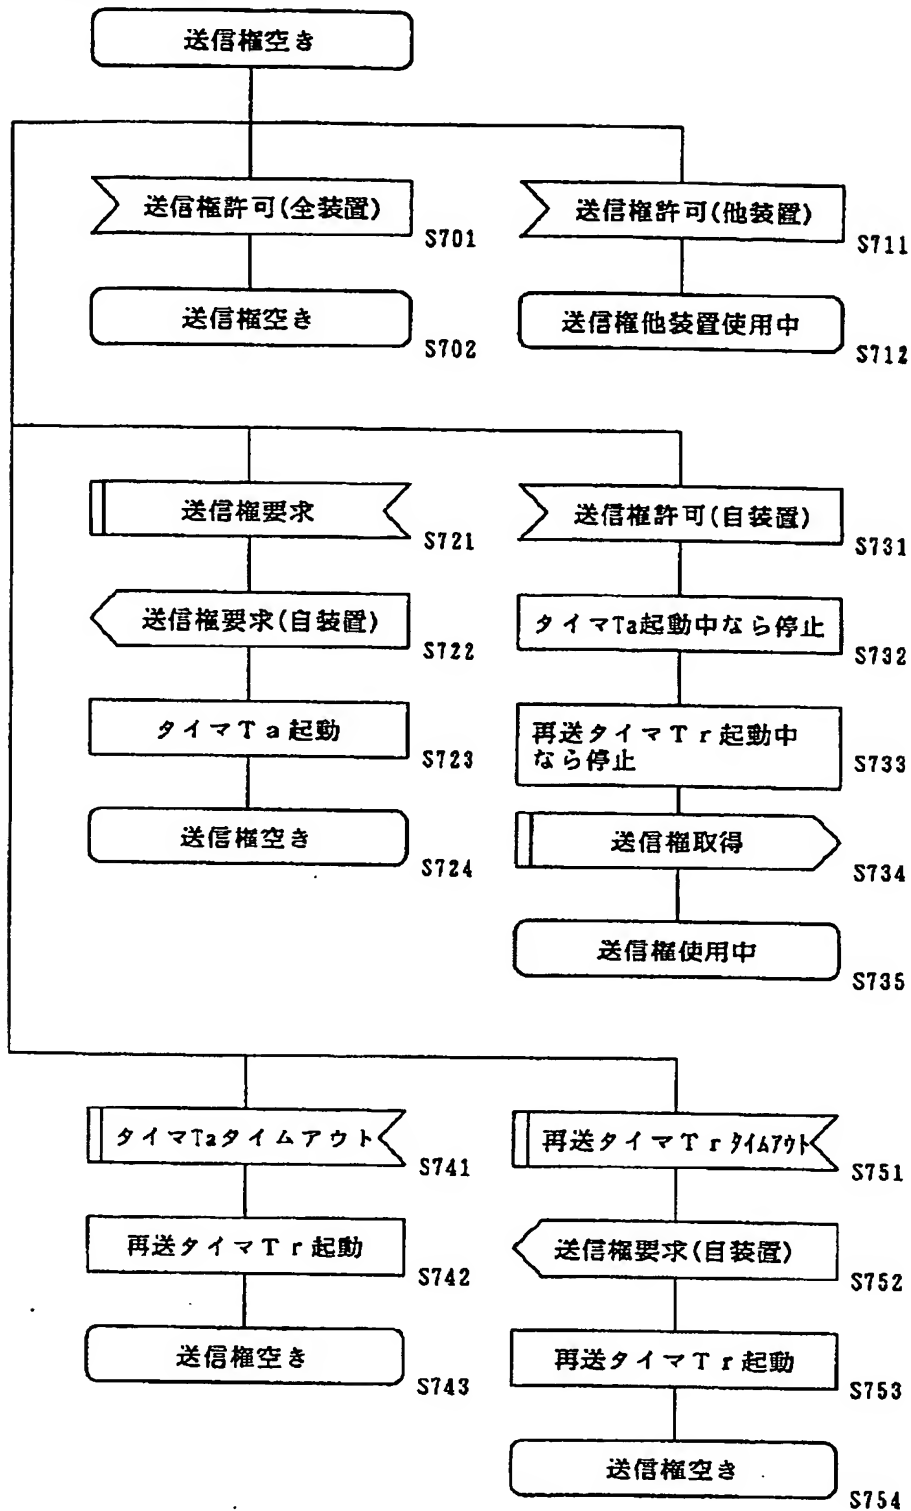 送信権空き
送信権許可(全装置)
S701
送信権空き
S702
送信権許可(他装置)
S711
送信権他装置使用中
S712
送信権要求
S721
送信権要求(自装置)
S722
タイマTa起動
S723
送信権空き
S724
送信権許可(自装置)
S731
タイマTa起動中なら停止
S732
再送タイマTr起動中
なら停止
S733
送信権取得
S734
送信権使用中
S735
タイマTaタイムアウト
S741
再送タイマTr起動
S742
送信権空き
S743
再送タイマTrタイムアウト
S751
送信権要求(自装置)
S752
再送タイマTr起動
S753
送信権空き
S754